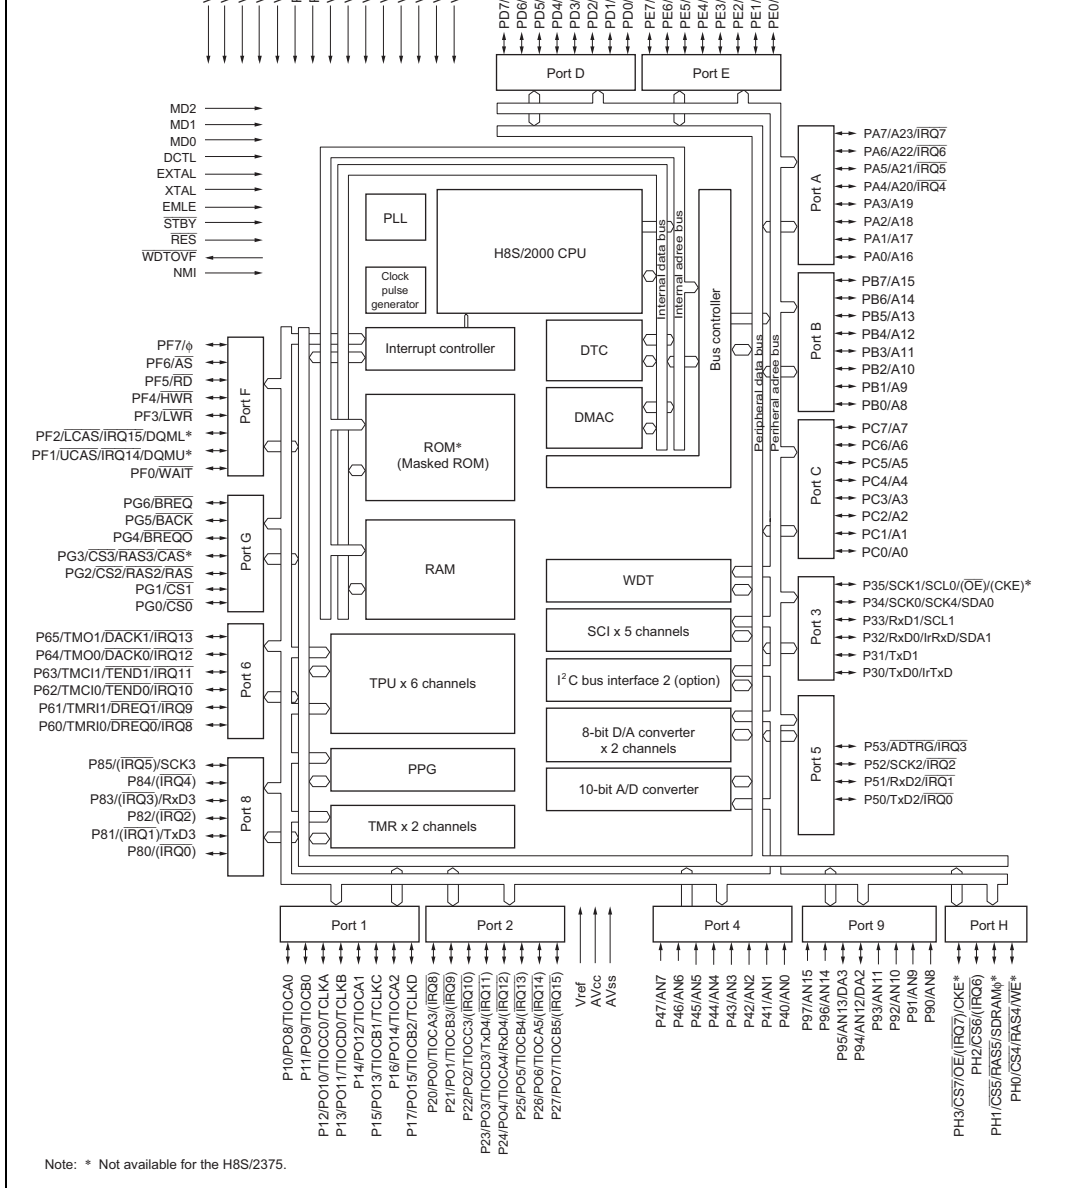 PD7/
PD6/
PD5/
PD4/
PD3/
PD2/
PD1/
PD0/
PE7/
PE6/
PE5/
PE4/
PE3/
PE2/
PE1/
PE0/
Port D
Port E
MD2
MD1
MD0
DCTL
EXTAL
XTAL
EMLE
STBY
RES
WDTOVF
NMI
PLL
Clock
pulse
generator
H8S/2000 CPU
Internal data bus
Internal adree bus
Interrupt controller
DTC
DMAC
Bus controller
Peripheral data bus
Periheral adree bus
ROM*
(Masked ROM)
RAM
WDT
SCI x 5 channels
I²C bus interface 2 (option)
8-bit D/A converter
x 2 channels
10-bit A/D converter
TPU x 6 channels
PPG
TMR x 2 channels
Port A
PA7/A23/IRQ7
PA6/A22/IRQ6
PA5/A21/IRQ5
PA4/A20/IRQ4
PA3/A19
PA2/A18
PA1/A17
PA0/A16
Port B
PB7/A15
PB6/A14
PB5/A13
PB4/A12
PB3/A11
PB2/A10
PB1/A9
PB0/A8
Port C
PC7/A7
PC6/A6
PC5/A5
PC4/A4
PC3/A3
PC2/A2
PC1/A1
PC0/A0
Port 3
P35/SCK1/SCL0/(OE)/(CKE)*
P34/SCK0/SCK4/SDA0
P33/RxD1/SCL1
P32/RxD0/IrRxD/SDA1
P31/TxD1
P30/TxD0/IrTxD
Port 5
P53/ADTRG/IRQ3
P52/SCK2/IRQ2
P51/RxD2/IRQ1
P50/TxD2/IRQ0
PF7/ϕ
PF6/AS
PF5/RD
PF4/HWR
PF3/LWR
PF2/LCAS/IRQ15/DQML*
PF1/UCAS/IRQ14/DQMU*
PF0/WAIT
Port F
PG6/BREQ
PG5/BACK
PG4/BREQO
PG3/CS3/RAS3/CAS*
PG2/CS2/RAS2/RAS
PG1/CS1
PG0/CS0
Port G
P65/TMO1/DACK1/IRQ13
P64/TMO0/DACK0/IRQ12
P63/TMCI1/TEND1/IRQ11
P62/TMCI0/TEND0/IRQ10
P61/TMRI1/DREQ1/IRQ9
P60/TMRI0/DREQ0/IRQ8
Port 6
P85/(IRQ5)/SCK3
P84/(IRQ4)
P83/(IRQ3)/RxD3
P82/(IRQ2)
P81/(IRQ1)/TxD3
P80/(IRQ0)
Port 8
Port 1
Port 2
Port 4
Port 9
Port H
P10/PO8/TIOCA0
P11/PO9/TIOCB0
P12/PO10/TIOCC0/TCLKA
P13/PO11/TIOCD0/TCLKB
P14/PO12/TIOCA1
P15/PO13/TIOCB1/TCLKC
P16/PO14/TIOCA2
P17/PO15/TIOCB2/TCLKD
P20/PO0/TIOCA3/(IRQ8)
P21/PO1/TIOCB3/(IRQ9)
P22/PO2/TIOCC3/(IRQ10)
P23/PO3/TIOCD3/TxD4/(IRQ11)
P24/PO4/TIOCA4/RxD4/(IRQ12)
P25/PO5/TIOCB4/(IRQ13)
P26/PO6/TIOCA5/(IRQ14)
P27/PO7/TIOCB5/(IRQ15)
Vref
AVcc
AVss
P47/AN7
P46/AN6
P45/AN5
P44/AN4
P43/AN3
P42/AN2
P41/AN1
P40/AN0
P97/AN15
P96/AN14
P95/AN13/DA3
P94/AN12/DA2
P93/AN11
P92/AN10
P91/AN9
P90/AN8
PH3/CS7/OE/(IRQ7)/CKE*
PH2/CS6/(IRQ6)
PH1/CS5/RAS5/SDRAMϕ*
PH0/CS4/RAS4/WE*
Note: * Not available for the H8S/2375.